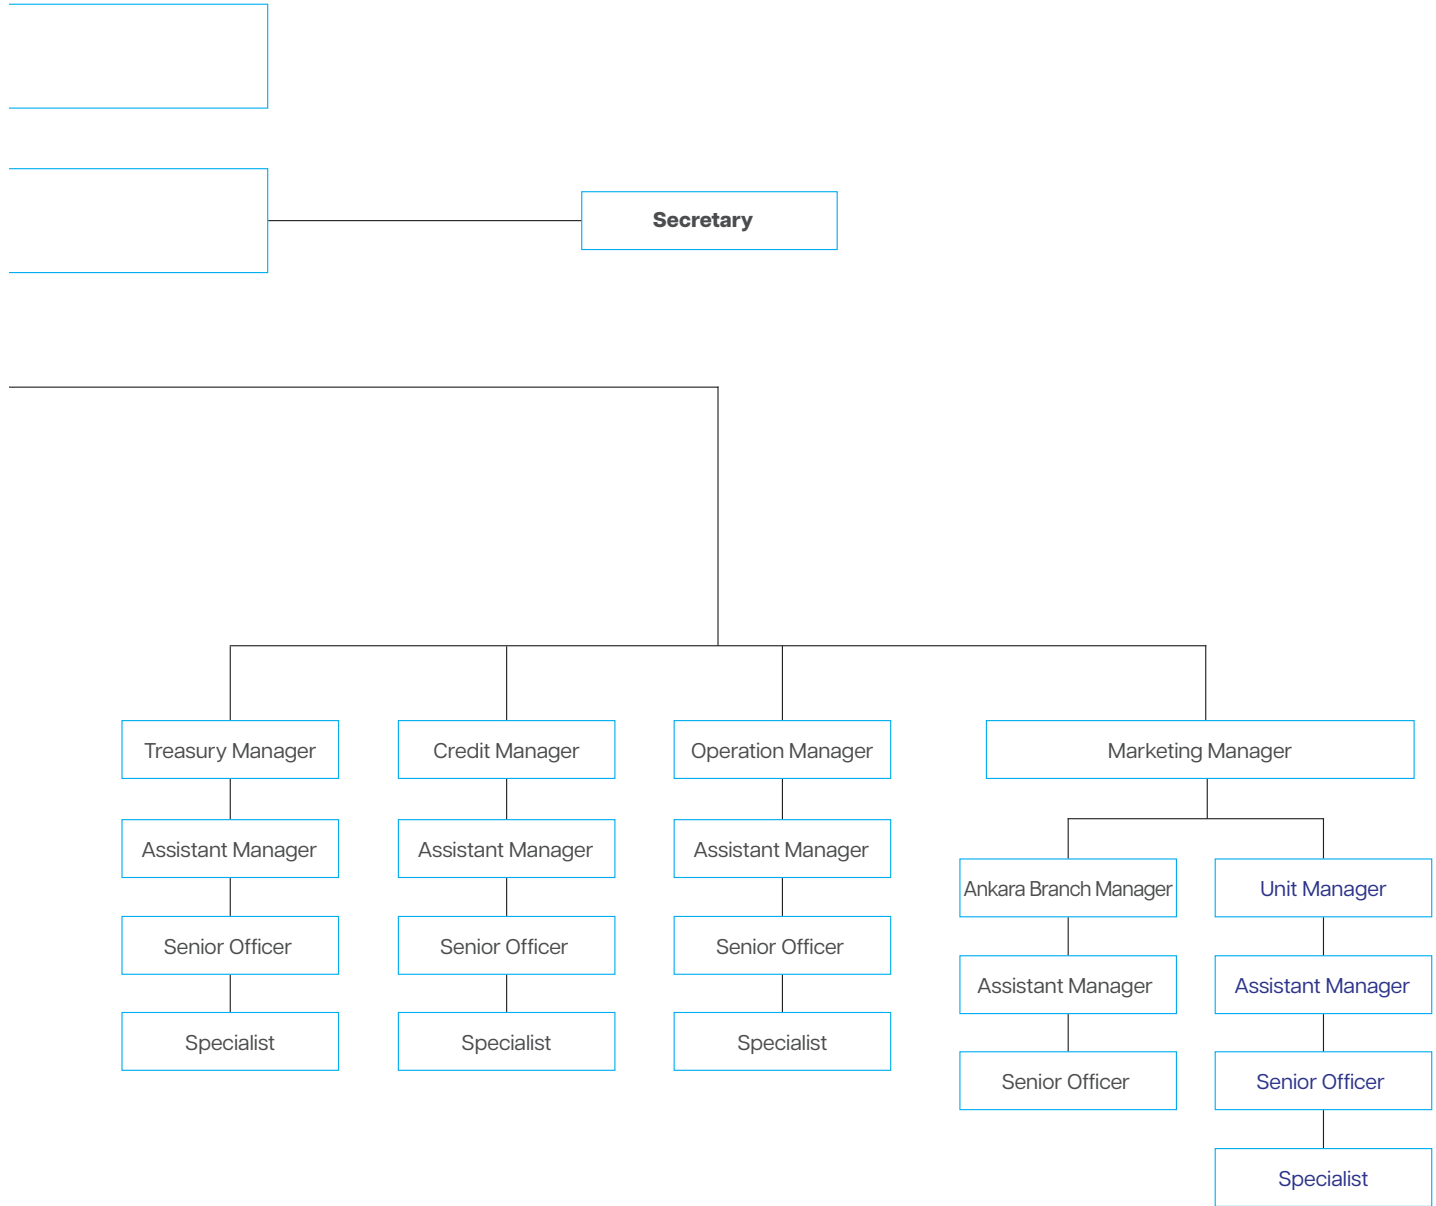 Secretary
Treasury Manager
Credit Manager
Operation Manager
Marketing Manager
Assistant Manager
Assistant Manager
Assistant Manager
Ankara Branch Manager
Unit Manager
Senior Officer
Senior Officer
Senior Officer
Assistant Manager
Assistant Manager
Specialist
Specialist
Specialist
Senior Officer
Senior Officer
Specialist